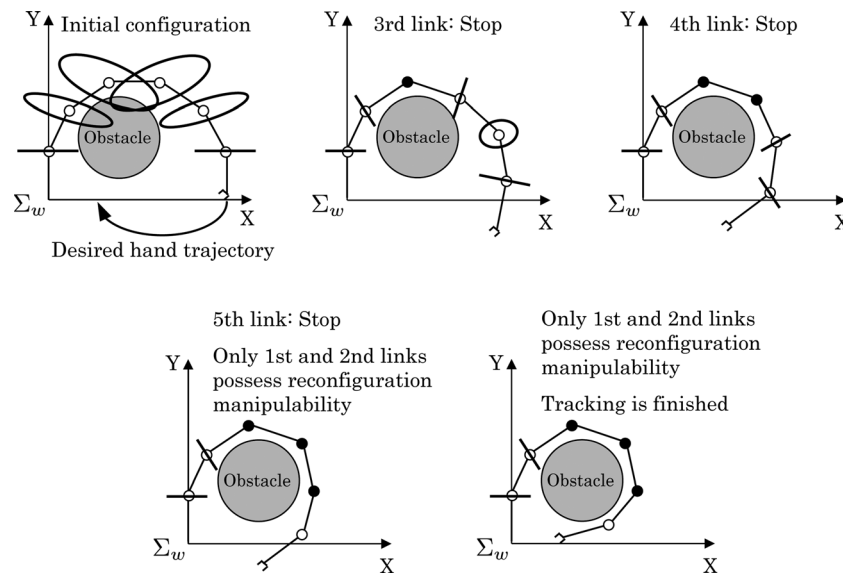 Y
Initial configuration
Obstacle
Σw
X
Desired hand trajectory
Y
3rd link: Stop
Obstacle
Σw
X
Y
4th link: Stop
Obstacle
Σw
X
5th link: Stop
Only 1st and 2nd links
possess reconfiguration
manipulability
Y
Obstacle
Σw
X
Only 1st and 2nd links
possess reconfiguration
manipulability
Tracking is finished
Y
Obstacle
Σw
X